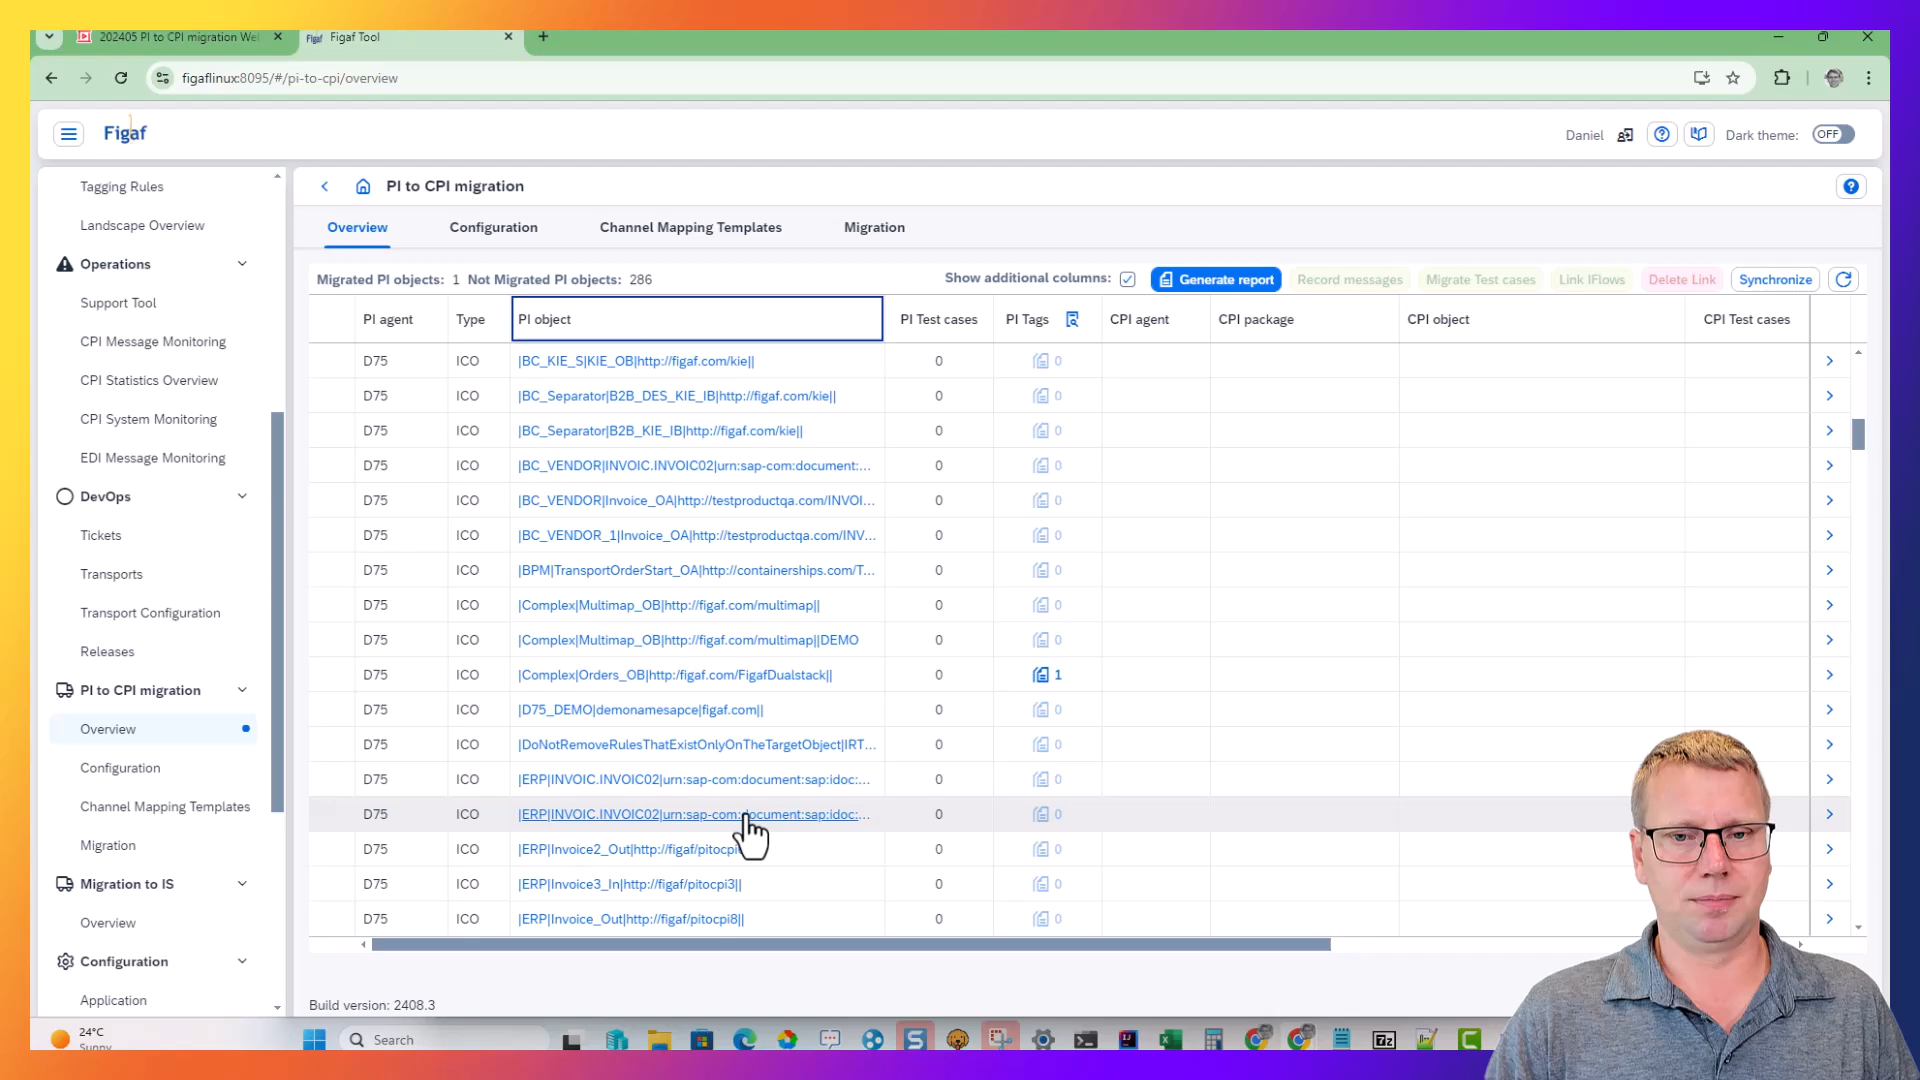 202405 PI to CPI migration Wel
Figaf Figaf Tool
figaflinux:8095/#/pi-to-cpi/overview
Figaf
Daniel
Dark theme: OFF
Tagging Rules
Landscape Overview
Operations
Support Tool
CPI Message Monitoring
CPI Statistics Overview
CPI System Monitoring
EDI Message Monitoring
DevOps
Tickets
Transports
Transport Configuration
Releases
PI to CPI migration
Overview
Configuration
Channel Mapping Templates
Migration
Migration to IS
Overview
Configuration
Application
PI to CPI migration
Overview Configuration Channel Mapping Templates Migration
Migrated PI objects: 1 Not Migrated PI objects: 286 Show additional columns: Generate report Record messages Migrate Test cases Link IFlows Delete Link Synchronize
PI agent Type PI object PI Test cases PI Tags CPI agent CPI package CPI object CPI Test cases
D75 ICO |BC_KIE_S|KIE_OB|http://figaf.com/kie|| 0 0
D75 ICO |BC_Separator|B2B_DES_KIE_IB|http://figaf.com/kie|| 0 0
D75 ICO |BC_Separator|B2B_KIE_IB|http://figaf.com/kie|| 0 0
D75 ICO |BC_VENDOR|INVOIC.INVOIC02|urn:sap-com:document:... 0 0
D75 ICO |BC_VENDOR|Invoice_OA|http://testproductqa.com/INVOI... 0 0
D75 ICO |BC_VENDOR_1|Invoice_OA|http://testproductqa.com/INV... 0 0
D75 ICO |BPM|TransportOrderStart_OA|http://containerships.com/T... 0 0
D75 ICO |Complex|Multimap_OB|http://figaf.com/multimap|| 0 0
D75 ICO |Complex|Multimap_OB|http://figaf.com/multimap||DEMO 0 0
D75 ICO |Complex|Orders_OB|http:/figaf.com/FigafDualstack|| 0 1
D75 ICO |D75_DEMO|demonamesapce|figaf.com|| 0 0
D75 ICO |DoNotRemoveRulesThatExistOnlyOnTheTargetObject|IRT... 0 0
D75 ICO |ERP|INVOIC.INVOIC02|urn:sap-com:document:sap:idoc:... 0 0
D75 ICO |ERP|INVOIC.INVOIC02|urn:sap-com:document:sap:idoc:... 0 0
D75 ICO |ERP|Invoice2_Out|http://figaf/pitocpi 0 0
D75 ICO |ERP|Invoice3_In|http://figaf/pitocpi3|| 0 0
D75 ICO |ERP|Invoice_Out|http://figaf/pitocpi8|| 0 0
Build version: 2408.3
24°C
Sunny
Search